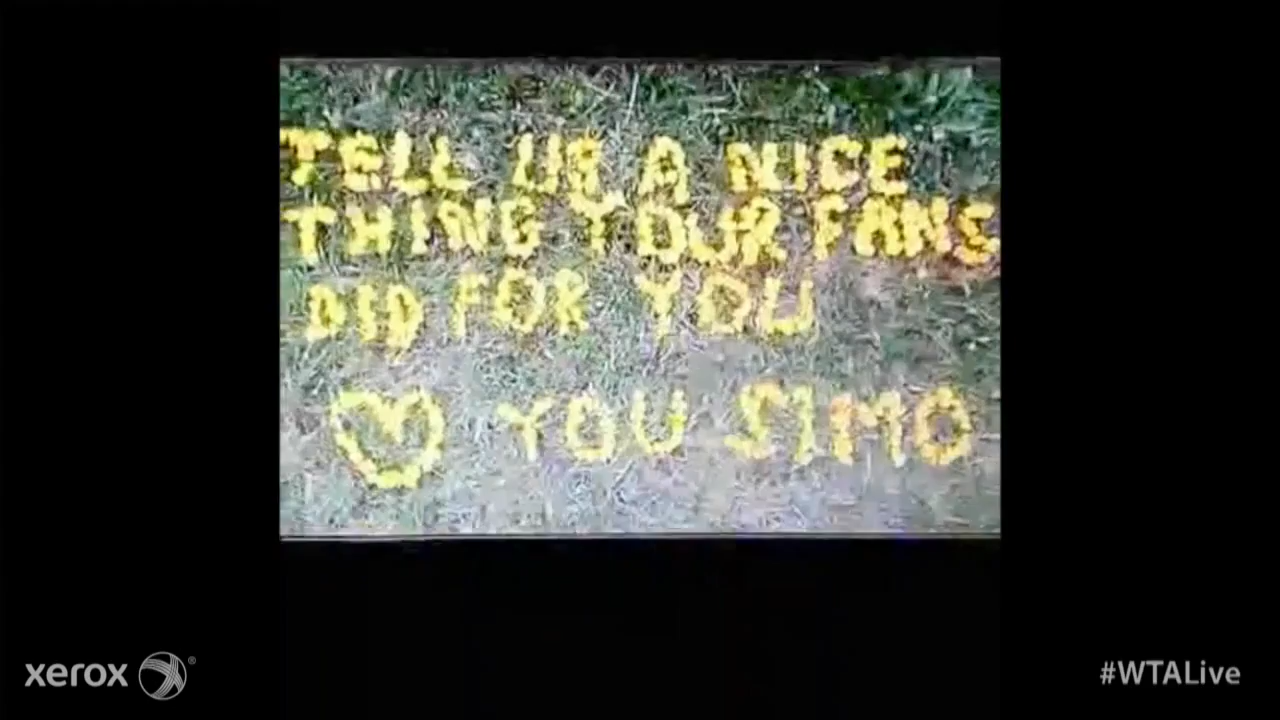 TELL US A NICE
THING YOUR FANS
DID FOR YOU
YOU SIMO
xerox
#WTALive